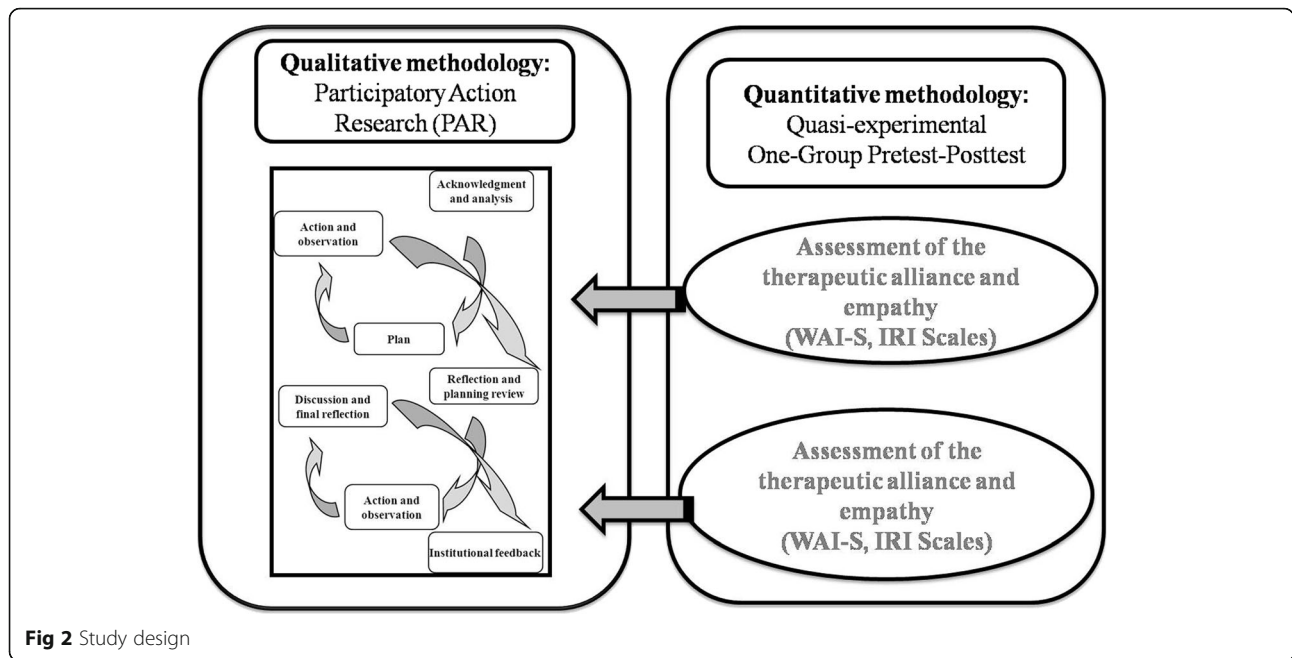 Qualitative methodology:
Participatory Action
Research (PAR)
Acknowledgment
and analysis
Action and
observation
Plan
Reflection and
planning review
Discussion and
final reflection
Action and
observation
Institutional feedback
Quantitative methodology:
Quasi-experimental
One-Group Pretest-Posttest
Assessment of the
therapeutic alliance and
empathy
(WAI-S, IRI Scales)
Assessment of the
therapeutic alliance and
empathy
(WAI-S, IRI Scales)
Fig 2 Study design